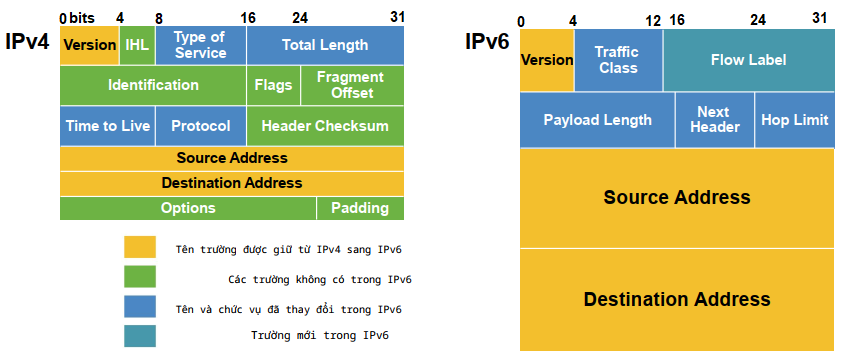 0 bits 4 8 16 24 31
IPv4
Version IHL Type of Service Total Length
Identification Flags Fragment Offset
Time to Live Protocol Header Checksum
Source Address
Destination Address
Options Padding
Tên trường được giữ từ IPv4 sang IPv6
Các trường không có trong IPv6
Tên và chức vụ đã thay đổi trong IPv6
Trường mới trong IPv6
0 4 12 16 24 31
IPv6
Version Traffic Class Flow Label
Payload Length Next Header Hop Limit
Source Address
Destination Address